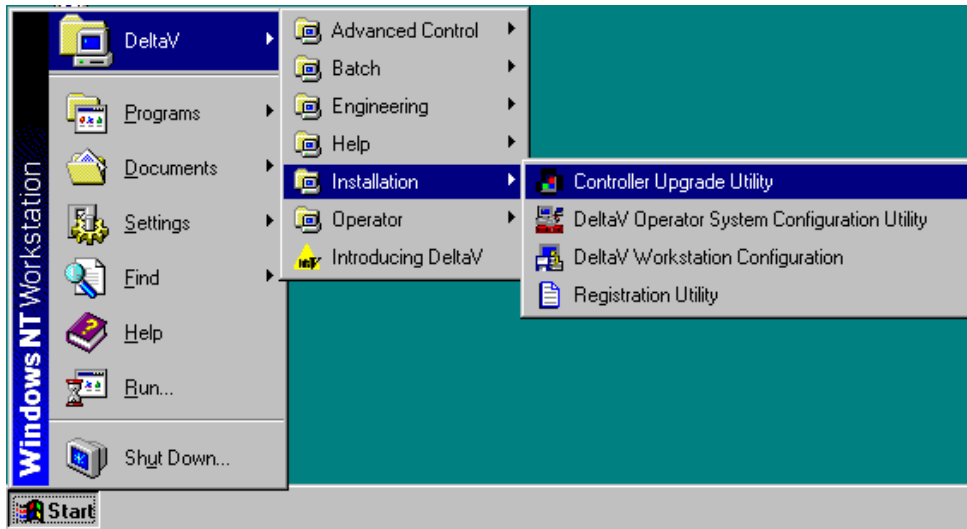 Windows NT Workstation
DeltaV
Programs
Documents
Settings
Find
Help
Run...
Shut Down...
Advanced Control
Batch
Engineering
Help
Installation
Operator
Introducing DeltaV
Controller Upgrade Utility
DeltaV Operator System Configuration Utility
DeltaV Workstation Configuration
Registration Utility
Start